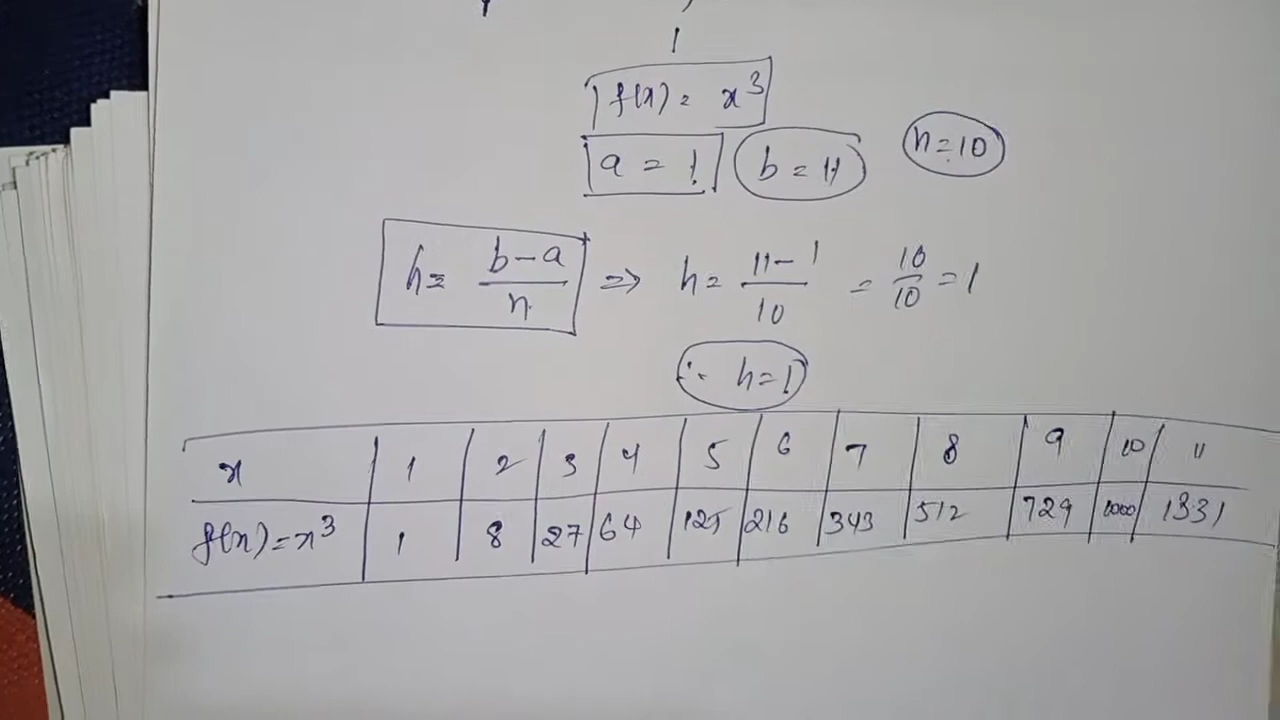 1
f(x) = x³
a = 1 b = 11 n = 10
h = b-a/n ⇒ h = 11-1/10 = 10/10 = 1
∴ h = 1
x 1 2 3 4 5 6 7 8 9 10 11
f(x) = x³ 1 8 27 64 125 216 343 512 729 1000 1331